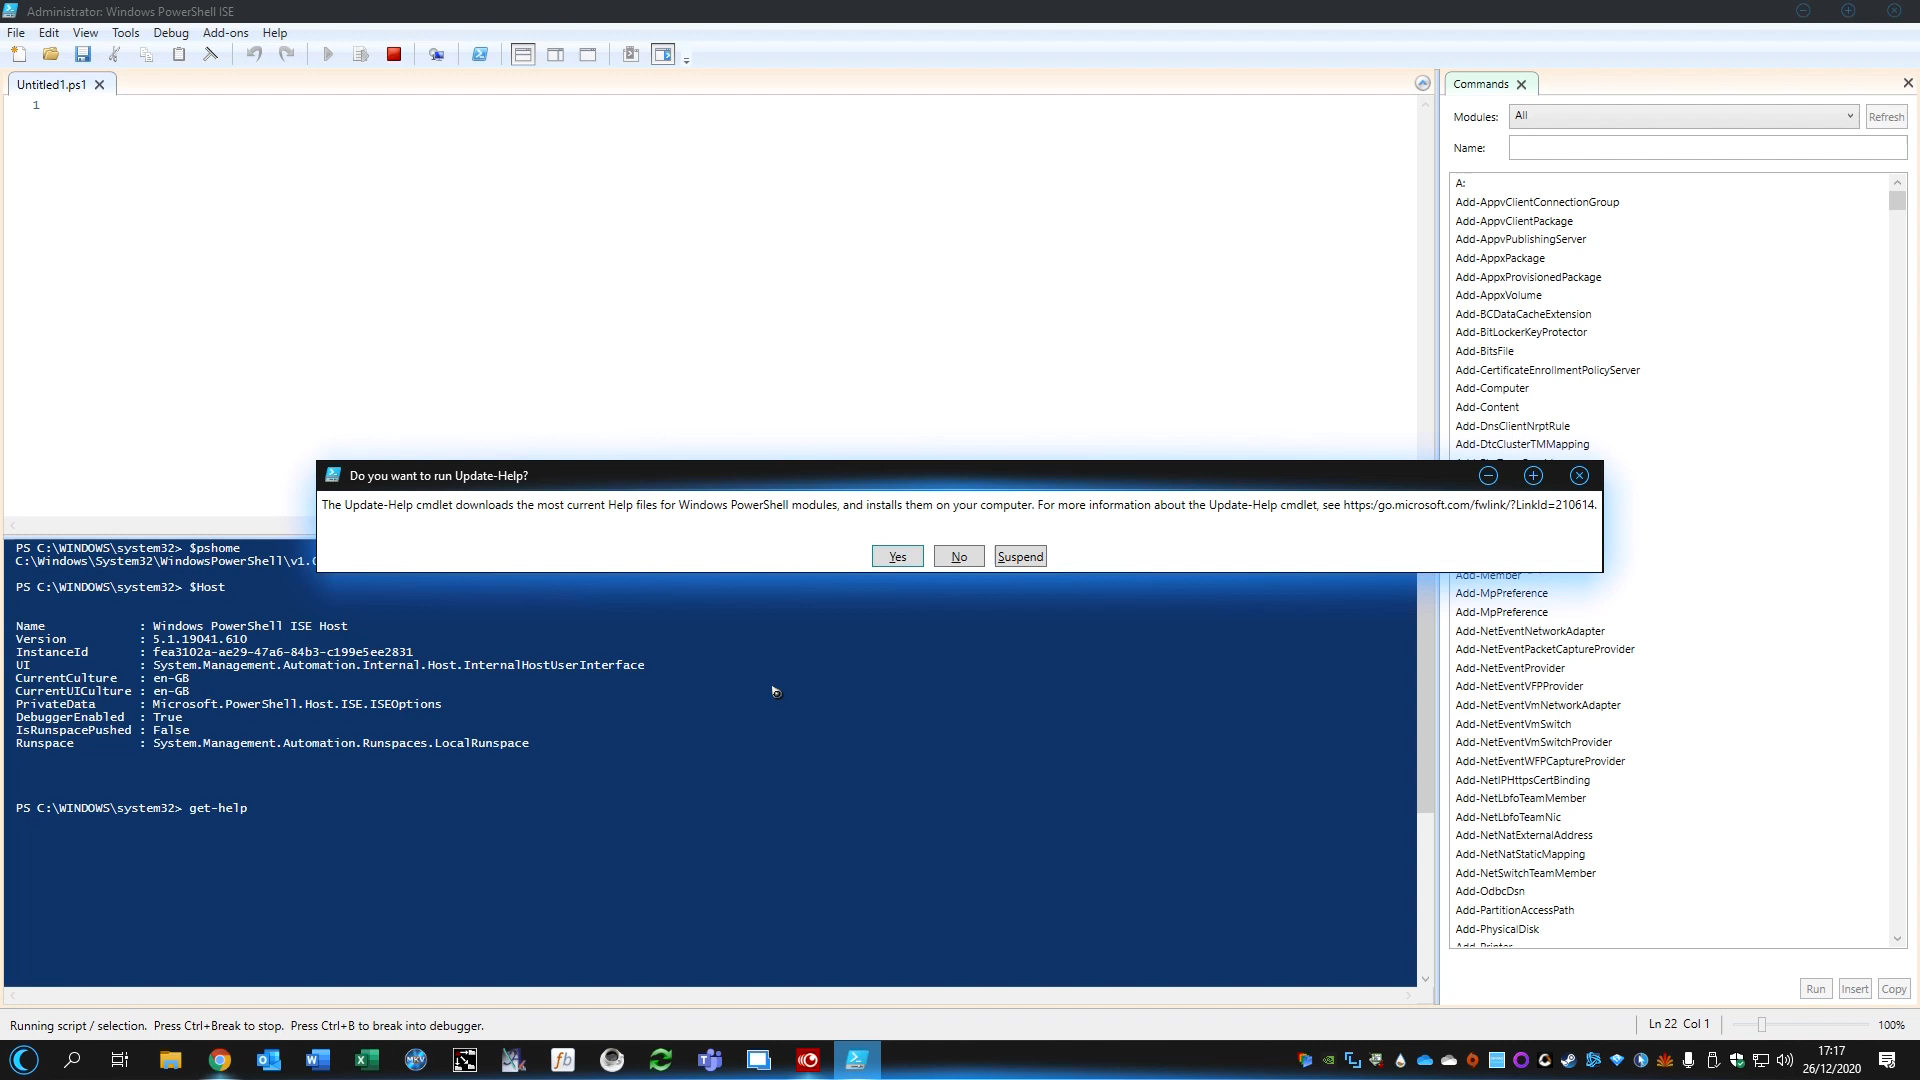 Administrator: Windows PowerShell ISE
File Edit View Tools Debug Add-ons Help
Untitled1.ps1
1
Commands
Modules: All Refresh
Name:
A:
Add-AppvClientConnectionGroup
Add-AppvClientPackage
Add-AppvPublishingServer
Add-AppxPackage
Add-AppxProvisionedPackage
Add-AppxVolume
Add-BCDataCacheExtension
Add-BitLockerKeyProtector
Add-BitsFile
Add-CertificateEnrollmentPolicyServer
Add-Computer
Add-Content
Add-DnsClientNrptRule
Add-DtcClusterTMMapping
Do you want to run Update-Help?
The Update-Help cmdlet downloads the most current Help files for Windows PowerShell modules, and installs them on your computer. For more information about the Update-Help cmdlet, see https:/go.microsoft.com/fwlink/?LinkId=210614.
Yes No Suspend
PS C:\WINDOWS\system32> $pshome
C:\Windows\System32\WindowsPowerShell\v1.0
PS C:\WINDOWS\system32> $Host
Name : Windows PowerShell ISE Host
Version : 5.1.19041.610
InstanceId : fea3102a-ae29-47a6-84b3-c199e5ee2831
UI : System.Management.Automation.Internal.Host.InternalHostUserInterface
CurrentCulture : en-GB
CurrentUICulture : en-GB
PrivateData : Microsoft.PowerShell.Host.ISE.ISEOptions
DebuggerEnabled : True
IsRunspacePushed : False
Runspace : System.Management.Automation.Runspaces.LocalRunspace
PS C:\WINDOWS\system32> get-help
Add-Member
Add-MpPreference
Add-MpPreference
Add-NetEventNetworkAdapter
Add-NetEventPacketCaptureProvider
Add-NetEventProvider
Add-NetEventVFPProvider
Add-NetEventVmNetworkAdapter
Add-NetEventVmSwitch
Add-NetEventVmSwitchProvider
Add-NetEventWFPCaptureProvider
Add-NetIPHttpsCertBinding
Add-NetLbfoTeamMember
Add-NetLbfoTeamNic
Add-NetNatExternalAddress
Add-NetNatStaticMapping
Add-NetSwitchTeamMember
Add-OdbcDsn
Add-PartitionAccessPath
Add-PhysicalDisk
Add-Printer
Run Insert Copy
Running script / selection. Press Ctrl+Break to stop. Press Ctrl+B to break into debugger.
Ln 22 Col 1
100%
17:17
26/12/2020